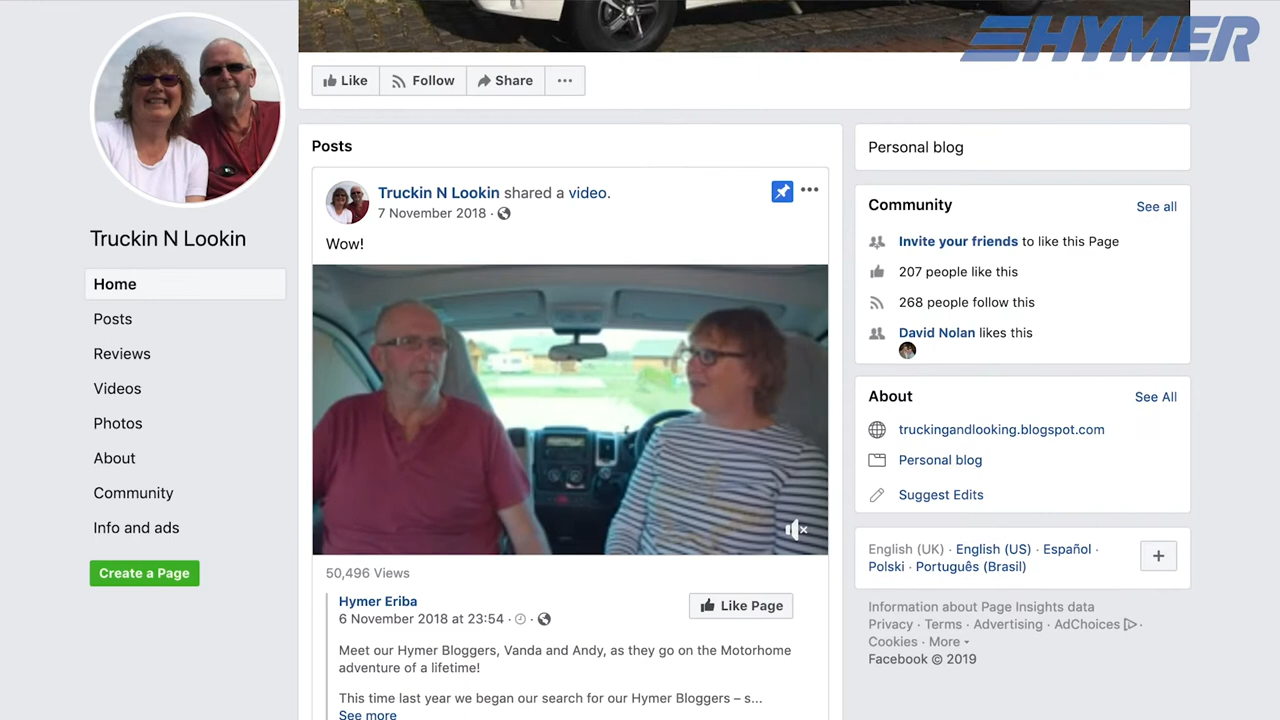 HYMER
Like
Follow
Share
Truckin N Lookin
Home
Posts
Reviews
Videos
Photos
About
Community
Info and ads
Create a Page
Posts
Truckin N Lookin shared a video.
7 November 2018 ·
Wow!
50,496 Views
Hymer Eriba
6 November 2018 at 23:54 · ·
Like Page
Meet our Hymer Bloggers, Vanda and Andy, as they go on the Motorhome
adventure of a lifetime!
This time last year we began our search for our Hymer Bloggers – s...
See more
Personal blog
Community
See all
Invite your friends to like this Page
207 people like this
268 people follow this
David Nolan likes this
About
See All
truckingandlooking.blogspot.com
Personal blog
Suggest Edits
English (UK) · English (US) · Español ·
Polski · Português (Brasil)
Information about Page Insights data
Privacy · Terms · Advertising · AdChoices ·
Cookies · More
Facebook © 2019